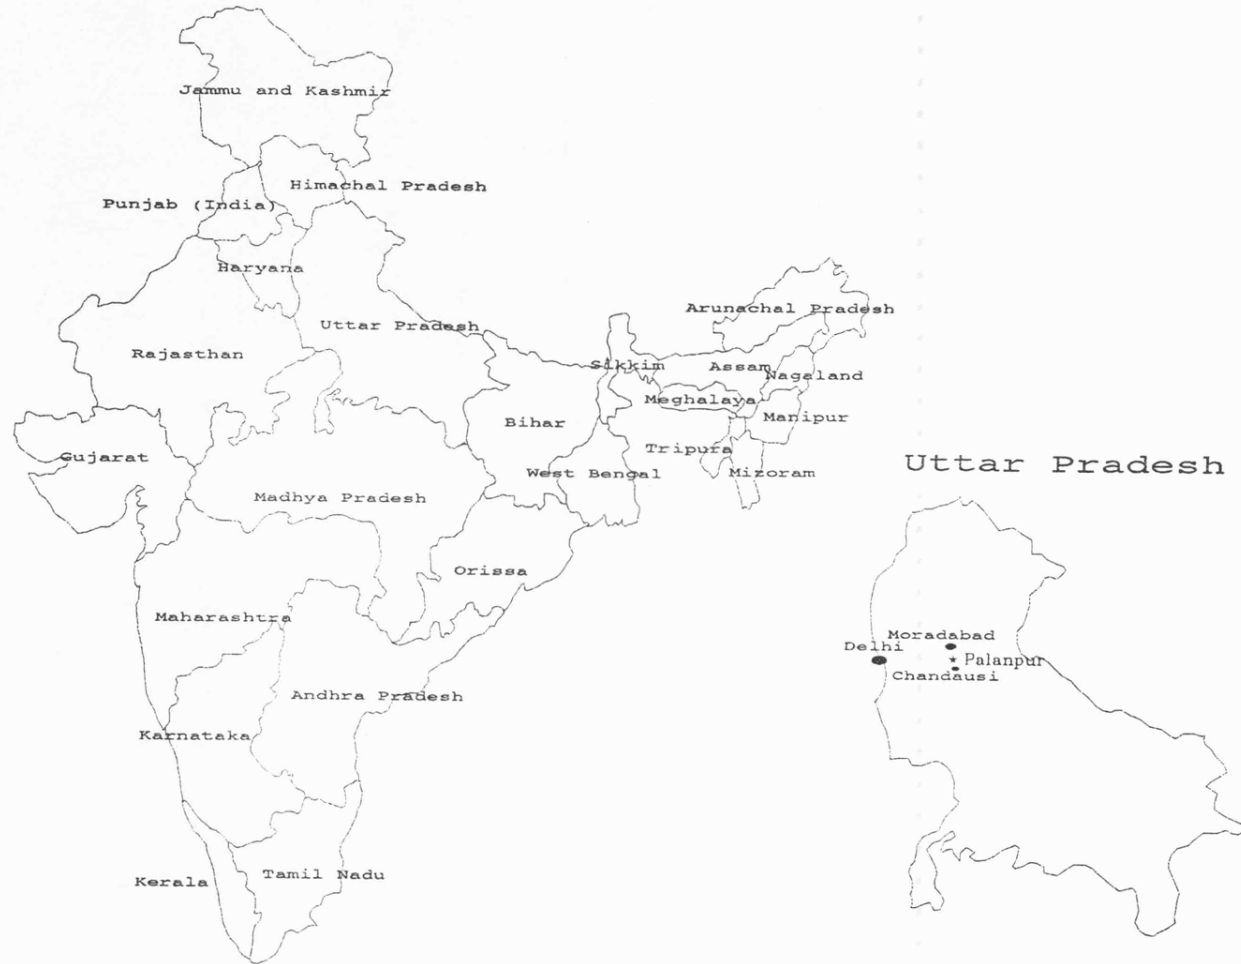 Jammu and Kashmir
Himachal Pradesh
Punjab (India)
Haryana
Arunachal Pradesh
Uttar Pradesh
Rajasthan
Sikkim
Assam
Nagaland
Meghalaya
Bihar
Manipur
Gujarat
Tripura
West Bengal
Mizoram
Uttar Pradesh
Madhya Pradesh
Orissa
Maharashtra
Moradabad
Delhi
Palanpur
Chandausi
Andhra Pradesh
Karnataka
Kerala
Tamil Nadu